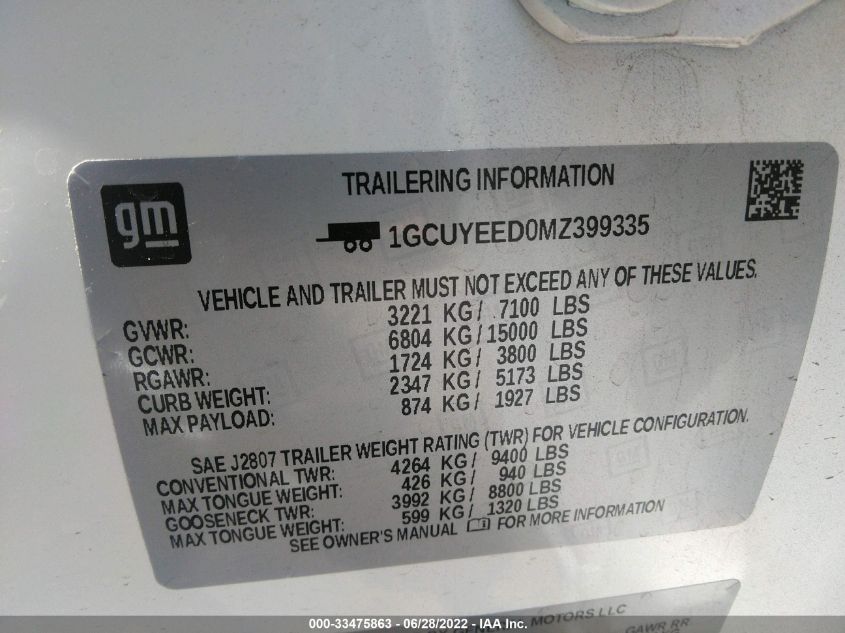 gm
TRAILERING INFORMATION
1GCUYEED0MZ399335
VEHICLE AND TRAILER MUST NOT EXCEED ANY OF THESE VALUES.
GVWR: 3221 KG/ 7100 LBS
GCWR: 6804 KG/15000 LBS
RGAWR: 1724 KG/ 3800 LBS
CURB WEIGHT: 2347 KG/ 5173 LBS
MAX PAYLOAD: 874 KG/ 1927 LBS
SAE J2807 TRAILER WEIGHT RATING (TWR) FOR VEHICLE CONFIGURATION.
CONVENTIONAL TWR: 4264 KG/ 9400 LBS
MAX TONGUE WEIGHT: 426 KG/ 940 LBS
GOOSENECK TWR: 3992 KG/ 8800 LBS
MAX TONGUE WEIGHT: 599 KG/ 1320 LBS
SEE OWNER'S MANUAL FOR MORE INFORMATION
MOTORS LLC
GAWR RR
000-33475863 - 06/28/2022 - IAA Inc.